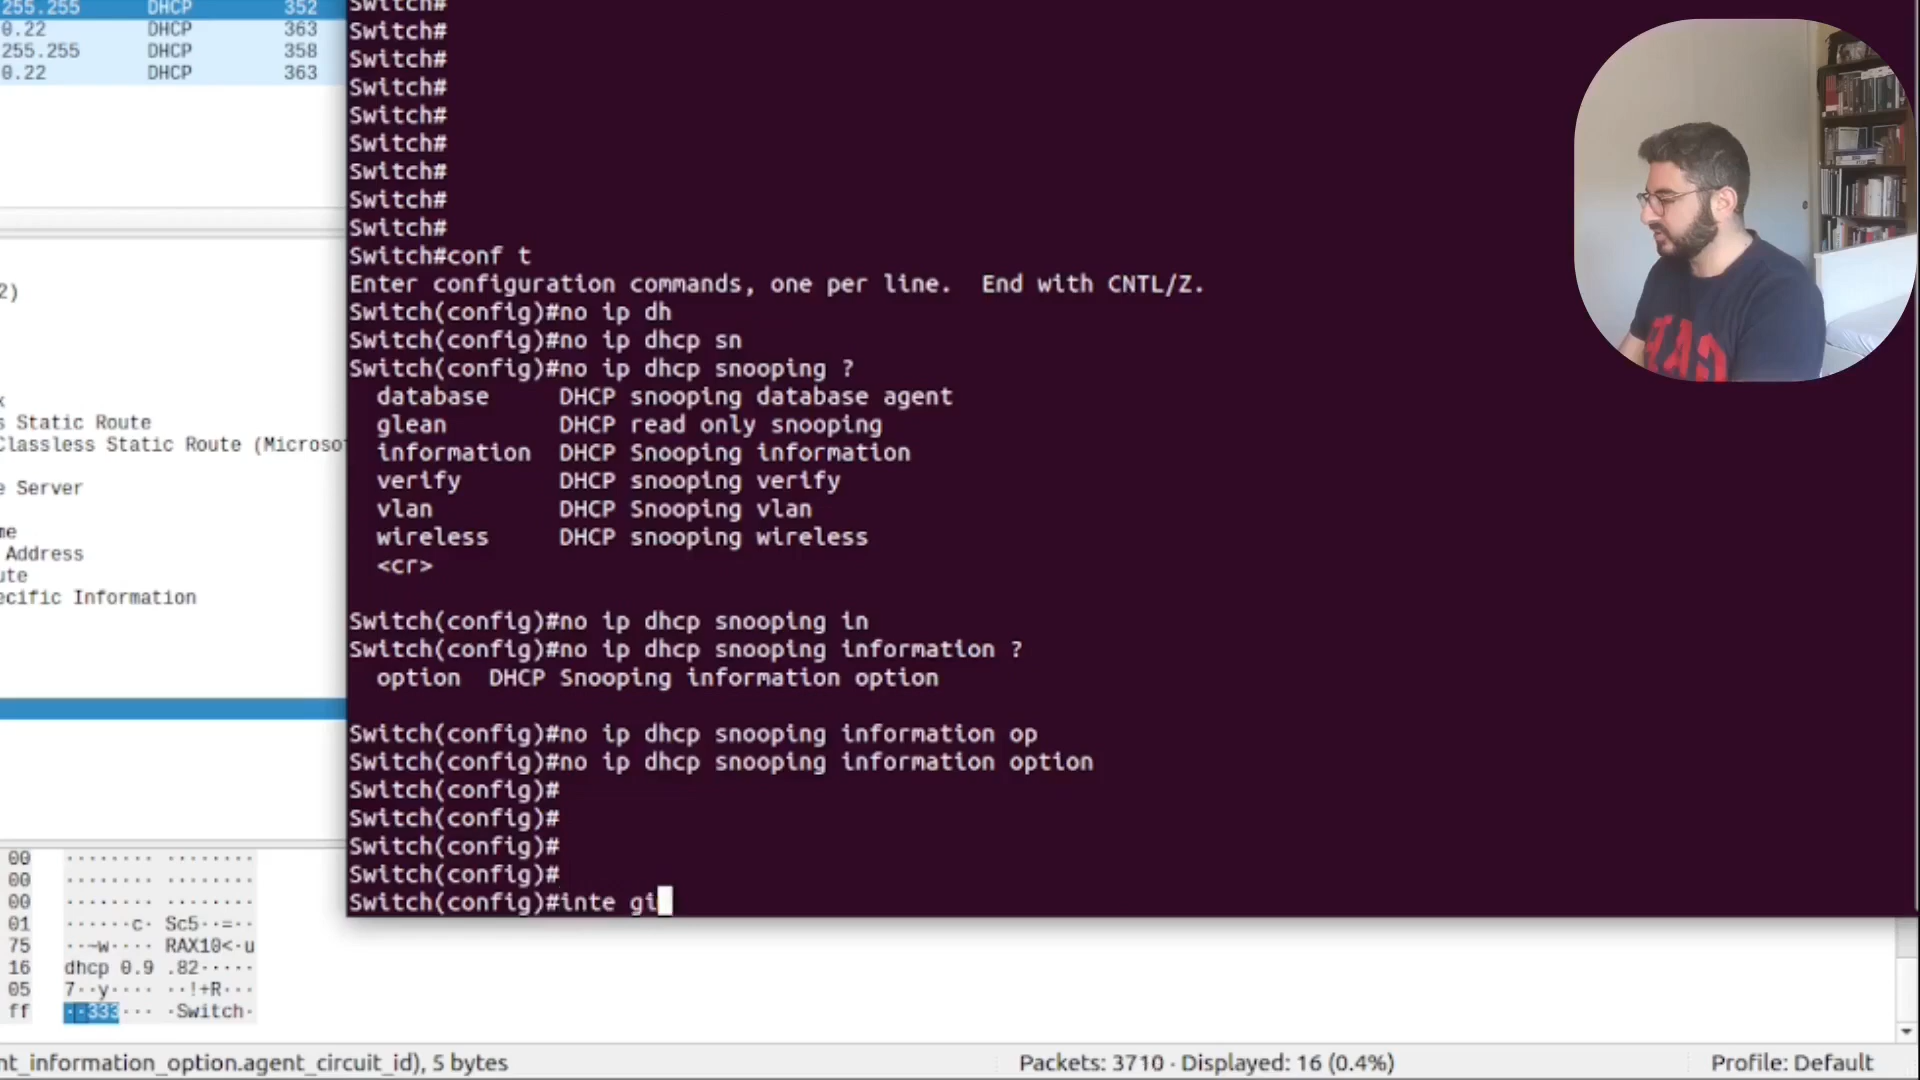 255.255 DHCP 352
0.22 DHCP 363
255.255 DHCP 358
0.22 DHCP 363
2)
x
s Static Route
Classless Static Route (Microso
e Server
me
Address
ute
ecific Information
Switch#
Switch#
Switch#
Switch#
Switch#
Switch#
Switch#
Switch#
Switch#
Switch#conf t
Enter configuration commands, one per line.  End with CNTL/Z.
Switch(config)#no ip dh
Switch(config)#no ip dhcp sn
Switch(config)#no ip dhcp snooping ?
database DHCP snooping database agent
glean DHCP read only snooping
information DHCP Snooping information
verify DHCP snooping verify
vlan DHCP Snooping vlan
wireless DHCP snooping wireless
<cr>
Switch(config)#no ip dhcp snooping in
Switch(config)#no ip dhcp snooping information ?
option DHCP Snooping information option
Switch(config)#no ip dhcp snooping information op
Switch(config)#no ip dhcp snooping information option
Switch(config)#
Switch(config)#
Switch(config)#
Switch(config)#
Switch(config)#inte gi
00 ········ ········
00 ········ ········
00 ········ ········
01 ······c· Sc5··=··
75 ··~w···· RAX10<·u
16 dhcp 0.9 .82·····
05 7··y···· ··!+R···
ff ··333··· ·Switch·
nt_information_option.agent_circuit_id), 5 bytes
Packets: 3710 · Displayed: 16 (0.4%)
Profile: Default
GAP